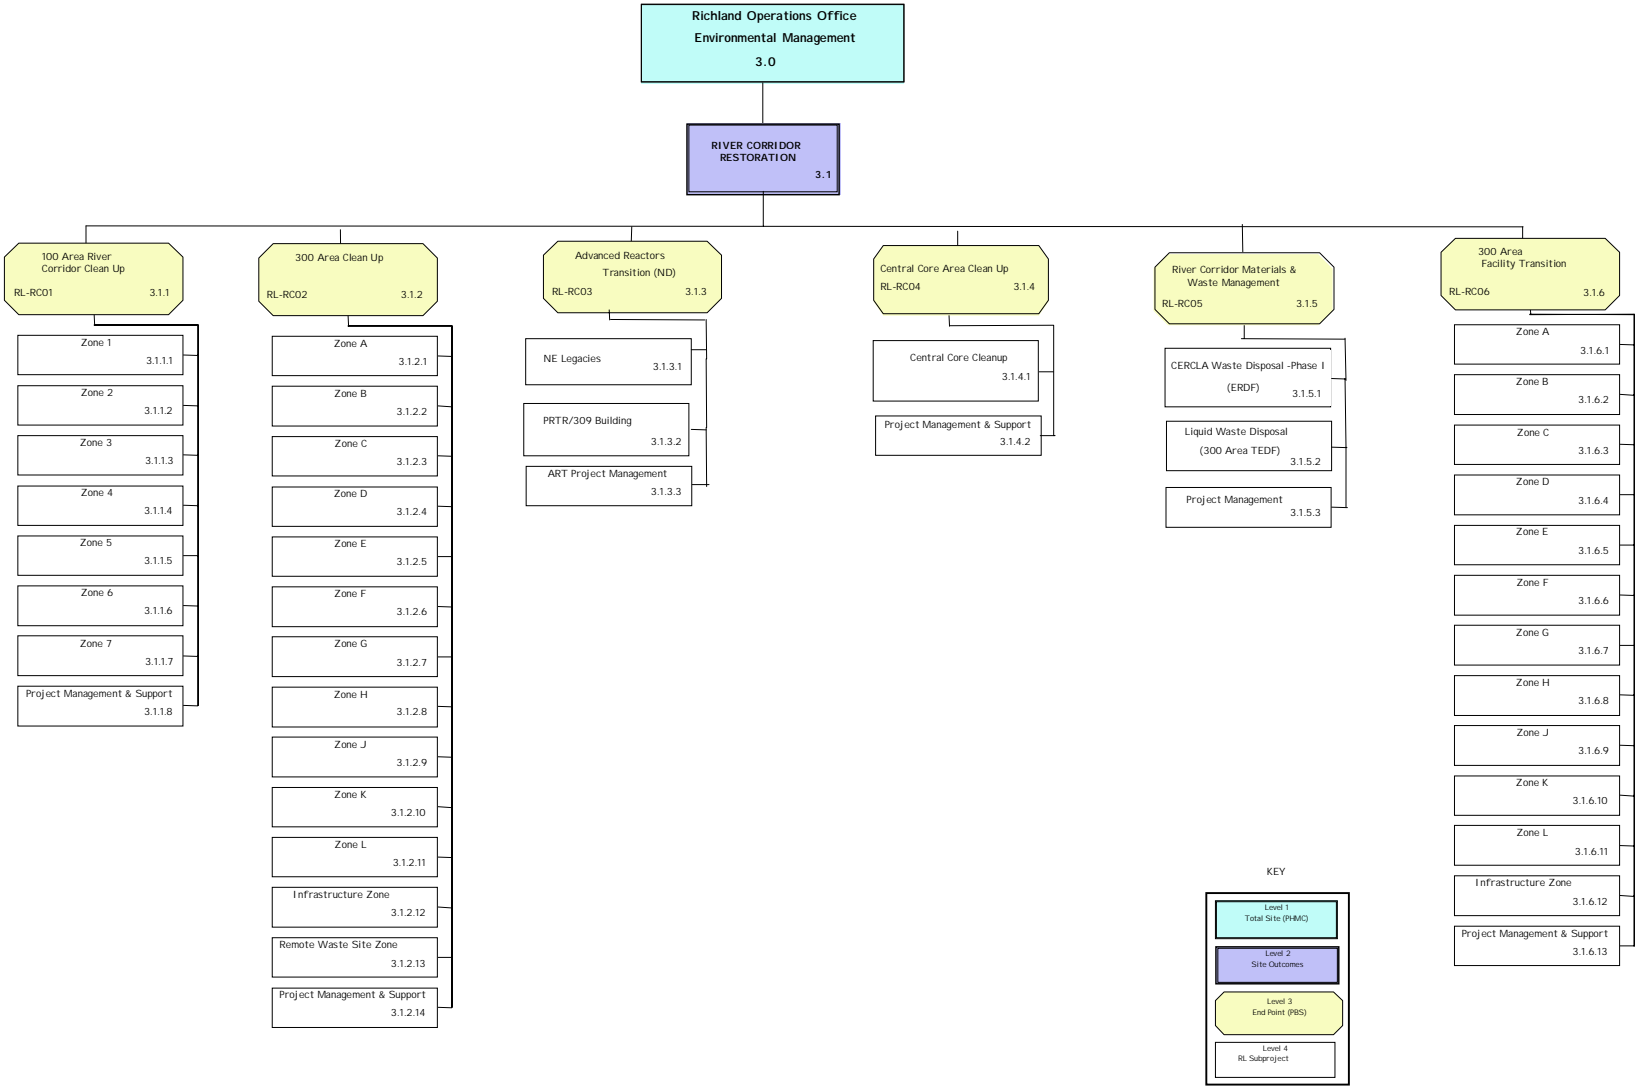 Richland Operations Office
Environmental Management
3.0
RIVER CORRIDOR
RESTORATION
3.1
100 Area River
Corridor Clean Up
RL-RC01 3.1.1
Zone 1
3.1.1.1
Zone 2
3.1.1.2
Zone 3
3.1.1.3
Zone 4
3.1.1.4
Zone 5
3.1.1.5
Zone 6
3.1.1.6
Zone 7
3.1.1.7
Project Management & Support
3.1.1.8
300 Area Clean Up
RL-RC02 3.1.2
Zone A
3.1.2.1
Zone B
3.1.2.2
Zone C
3.1.2.3
Zone D
3.1.2.4
Zone E
3.1.2.5
Zone F
3.1.2.6
Zone G
3.1.2.7
Zone H
3.1.2.8
Zone J
3.1.2.9
Zone K
3.1.2.10
Zone L
3.1.2.11
Infrastructure Zone
3.1.2.12
Remote Waste Site Zone
3.1.2.13
Project Management & Support
3.1.2.14
Advanced Reactors
Transition (ND)
RL-RC03 3.1.3
NE Legacies
3.1.3.1
PRTR/309 Building
3.1.3.2
ART Project Management
3.1.3.3
Central Core Area Clean Up
RL-RC04 3.1.4
Central Core Cleanup
3.1.4.1
Project Management & Support
3.1.4.2
River Corridor Materials &
Waste Management
RL-RC05 3.1.5
CERCLA Waste Disposal -Phase I
(ERDF)
3.1.5.1
Liquid Waste Disposal
(300 Area TEDF)
3.1.5.2
Project Management
3.1.5.3
300 Area
Facility Transition
RL-RC06 3.1.6
Zone A
3.1.6.1
Zone B
3.1.6.2
Zone C
3.1.6.3
Zone D
3.1.6.4
Zone E
3.1.6.5
Zone F
3.1.6.6
Zone G
3.1.6.7
Zone H
3.1.6.8
Zone J
3.1.6.9
Zone K
3.1.6.10
Zone L
3.1.6.11
Infrastructure Zone
3.1.6.12
Project Management & Support
3.1.6.13
KEY
Level 1
Total Site (PHMC)
Level 2
Site Outcomes
Level 3
End Point (PBS)
Level 4
RL Subproject